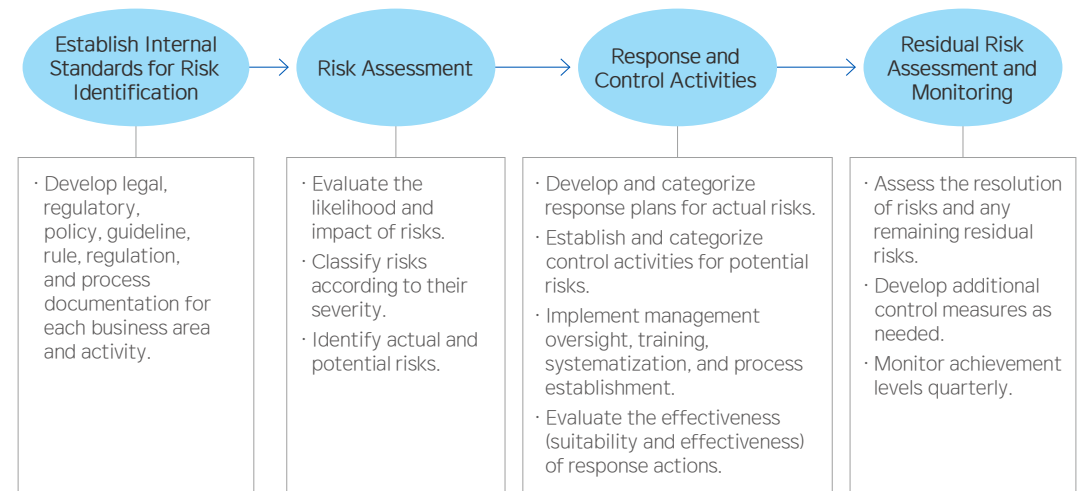 Establish Internal
Standards for Risk
Identification
Risk Assessment
Response and
Control Activities
Residual Risk
Assessment and
Monitoring
· Develop legal,
regulatory,
policy, guideline,
rule, regulation,
and process
documentation for
each business area
and activity.
· Evaluate the
likelihood and
impact of risks.
· Classify risks
according to their
severity.
· Identify actual and
potential risks.
· Develop and categorize
response plans for actual risks.
· Establish and categorize
control activities for potential
risks.
· Implement management
oversight, training,
systematization, and process
establishment.
· Evaluate the effectiveness
(suitability and effectiveness)
of response actions.
· Assess the resolution
of risks and any
remaining residual
risks.
· Develop additional
control measures as
needed.
· Monitor achievement
levels quarterly.